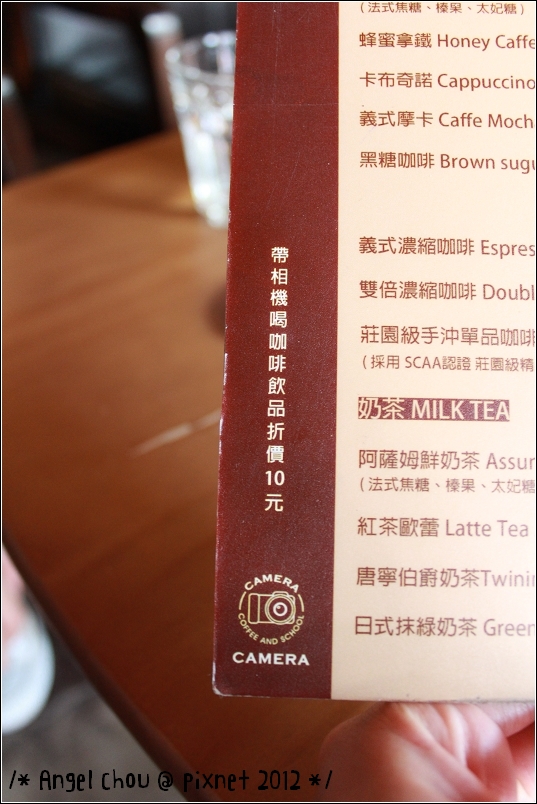 (法式焦糖、榛果、太妃糖)
蜂蜜拿鐵 Honey Caffe
卡布奇諾 Cappuccino
義式摩卡 Caffe Moch
黑糖咖啡 Brown sugu
義式濃縮咖啡 Espres
雙倍濃縮咖啡 Doubl
莊園級手沖單品咖啡
(採用 SCAA認證 莊園級精
奶茶 MILK TEA
阿薩姆鮮奶茶 Assur
(法式焦糖、榛果、太妃糖
紅茶歐蕾 Latte Tea
唐寧伯爵奶茶Twinin
日式抹綠奶茶 Green
帶相機喝咖啡飲品折價10元
CAMERA
COFFEE AND SCHOOL
CAMERA
/* Angel Chou @ pixnet 2012 */